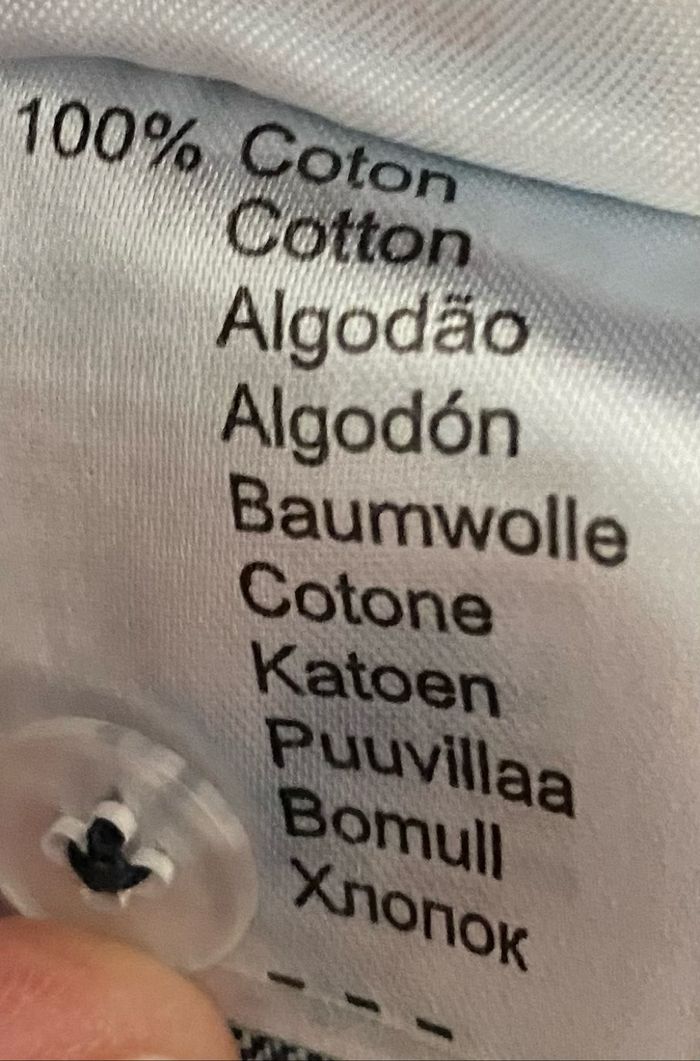 100% Coton
Cotton
Algodão
Algodón
Baumwolle
Cotone
Katoen
Puuvillaa
Bomull
Хлопок